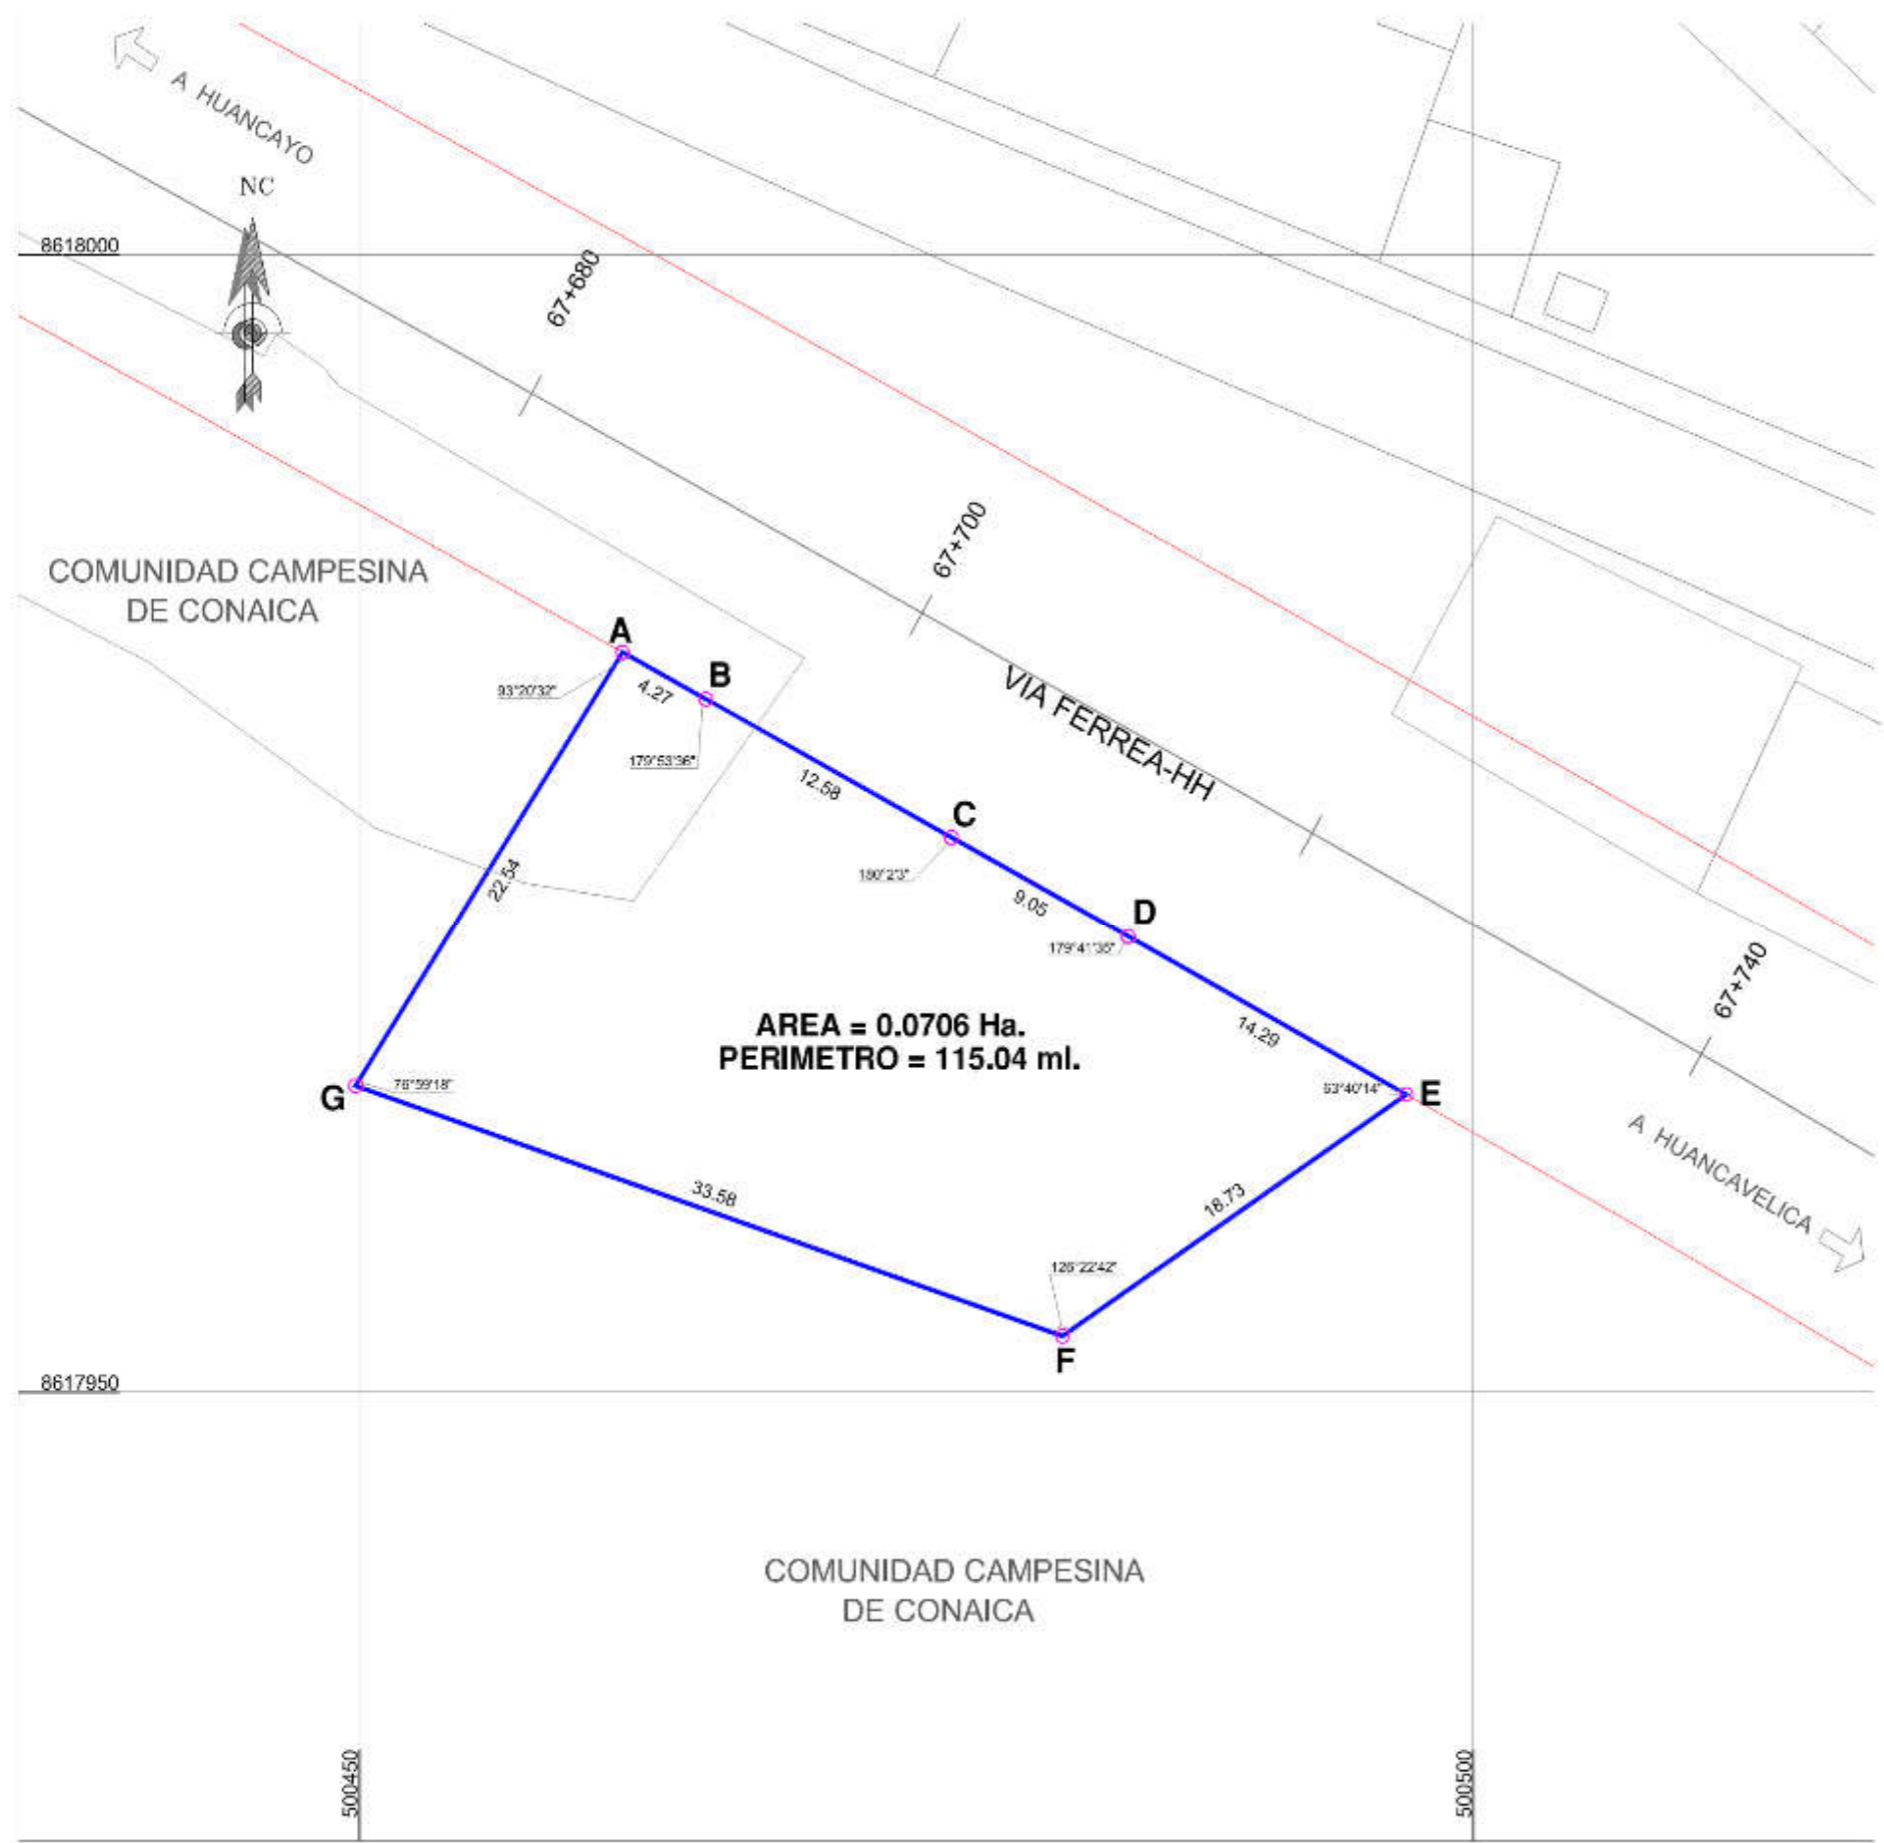 A HUANCAYO
NC
8618000
67+680
67+700
COMUNIDAD CAMPESINA
DE CONAICA
A
B
93°20'32"
4.27
VIA FERREA-HH
179°53'36"
12.58
C
22.54
180°2'3"
9.05
D
179°41'35"
67+740
AREA = 0.0706 Ha.
PERIMETRO = 115.04 ml.
14.29
G
76°59'18"
63°40'14"
E
A HUANCAVELICA
33.58
18.73
126°22'42"
F
8617950
COMUNIDAD CAMPESINA
DE CONAICA
500450
500500